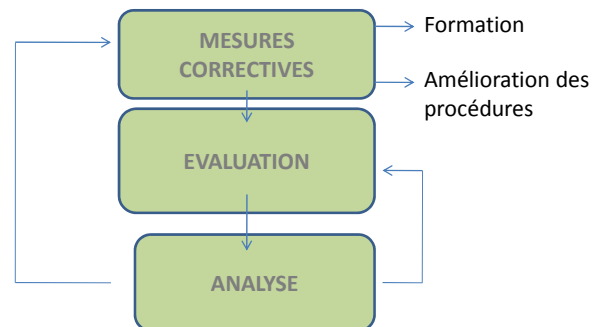 MESURES
CORRECTIVES
Formation
Amélioration des
procédures
EVALUATION
ANALYSE